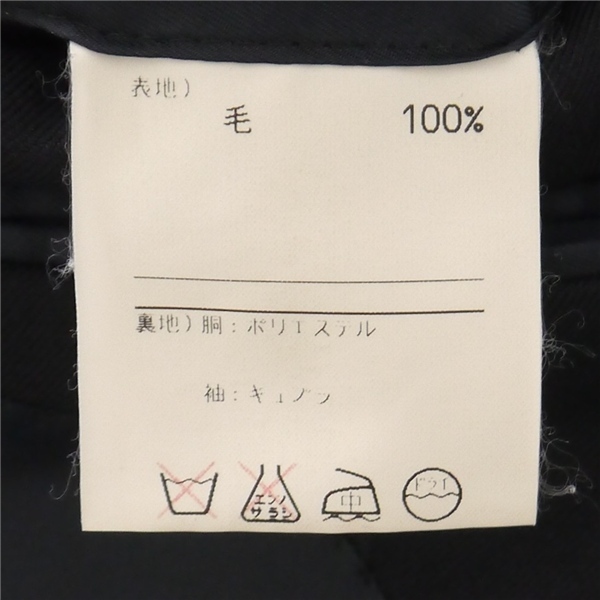 表地)
毛 100%
裏地) 胴:ポリエステル
袖:キュプラ
エンソ
サラシ 中 ドライ